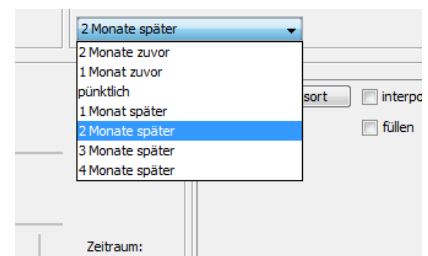 2 Monate später
2 Monate zuvor
1 Monat zuvor
pünktlich
1 Monat später
2 Monate später
3 Monate später
4 Monate später
sort
interpo
füllen
Zeitraum: